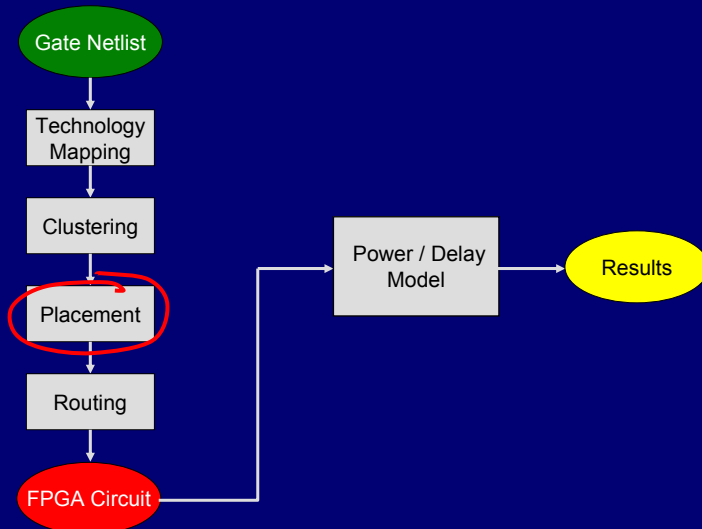 Gate Netlist
Technology
Mapping
Clustering
Placement
Routing
FPGA Circuit
Power / Delay
Model
Results